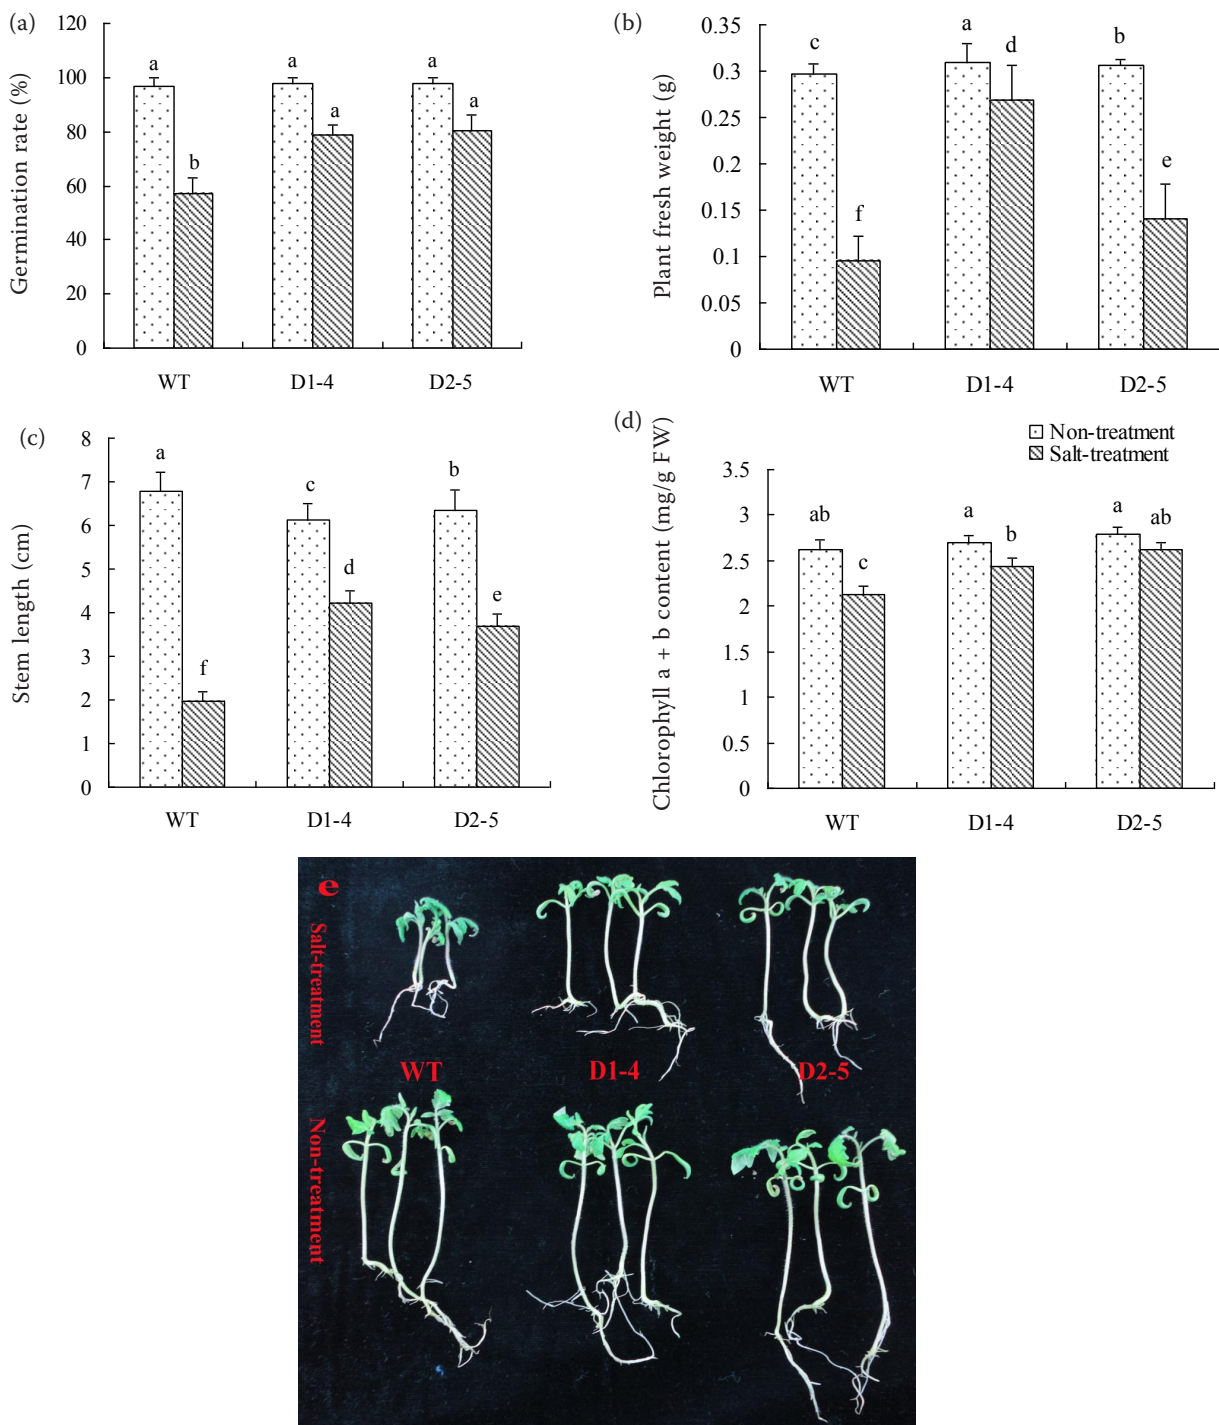 (a)
Germination rate (%)
120
100
80
60
40
20
0
a
b
a
a
a
a
WT
D1-4
D2-5
(b)
Plant fresh weight (g)
0.35
0.3
0.25
0.2
0.15
0.1
0.05
0
c
f
a
d
b
e
WT
D1-4
D2-5
(c)
Stem length (cm)
8
7
6
5
4
3
2
1
0
a
f
c
d
b
e
WT
D1-4
D2-5
(d)
Chlorophyll a + b content (mg/g FW)
Non-treatment
Salt-treatment
3.5
3
2.5
2
1.5
1
0.5
0
ab
c
a
b
a
ab
WT
D1-4
D2-5
e
Salt-treatment
WT
D1-4
D2-5
Non-treatment